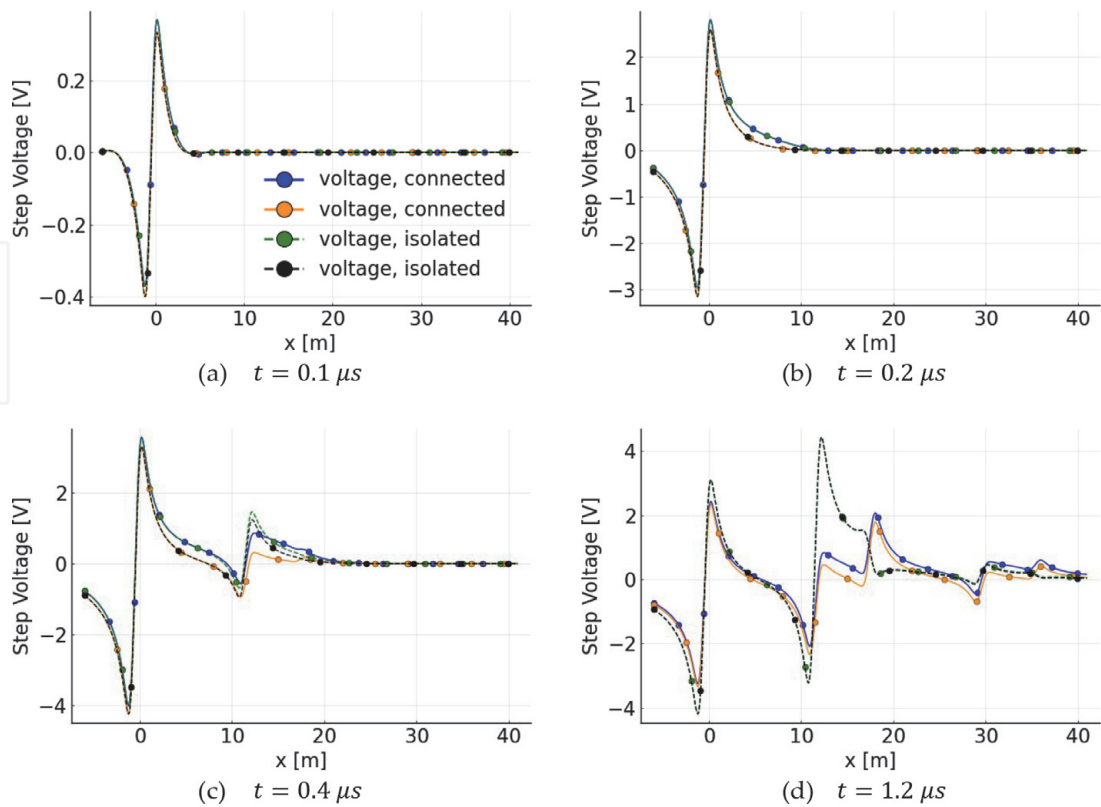 Step Voltage [V]
0.2
0.0
−0.2
−0.4
voltage, connected
voltage, connected
voltage, isolated
voltage, isolated
0 10 20 30 40
x [m]
(a) t = 0.1 μs
Step Voltage [V]
2
1
0
−1
−2
−3
0 10 20 30 40
x [m]
(b) t = 0.2 μs
Step Voltage [V]
2
0
−2
−4
0 10 20 30 40
x [m]
(c) t = 0.4 μs
Step Voltage [V]
4
2
0
−2
−4
0 10 20 30 40
x [m]
(d) t = 1.2 μs